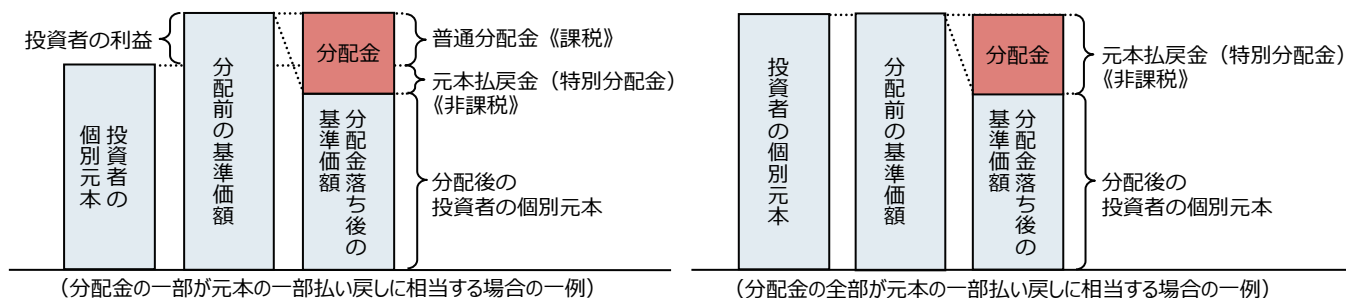 投資者の利益
投資者の
個別元本
分配前の基準価額
分配金
分配金落ち後の
基準価額
普通分配金《課税》
元本払戻金（特別分配金）
《非課税》
分配後の
投資者の個別元本
（分配金の一部が元本の一部払い戻しに相当する場合の一例）
投資者の個別元本
分配前の基準価額
分配金
分配金落ち後の
基準価額
元本払戻金（特別分配金）
《非課税》
分配後の
投資者の個別元本
（分配金の全部が元本の一部払い戻しに相当する場合の一例）